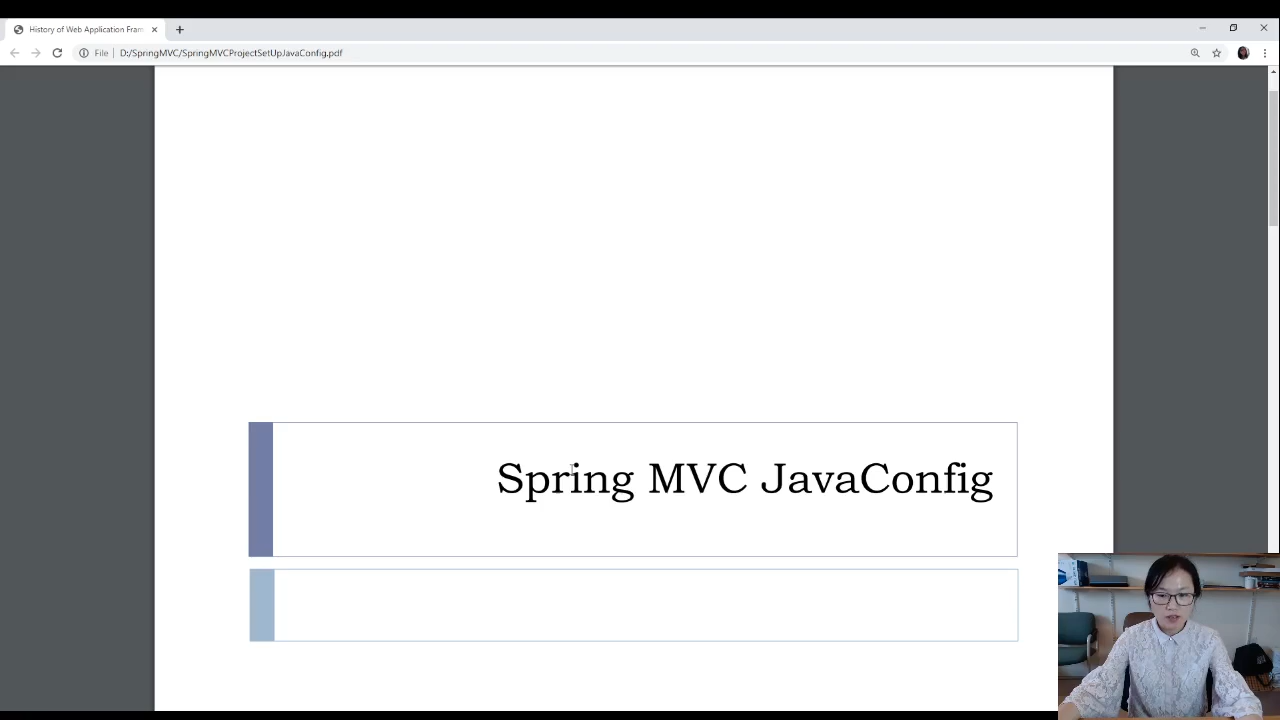 History of Web Application Fram
File
D:/SpringMVC/SpringMVCProjectSetUpJavaConfig.pdf
Spring MVC JavaConfig